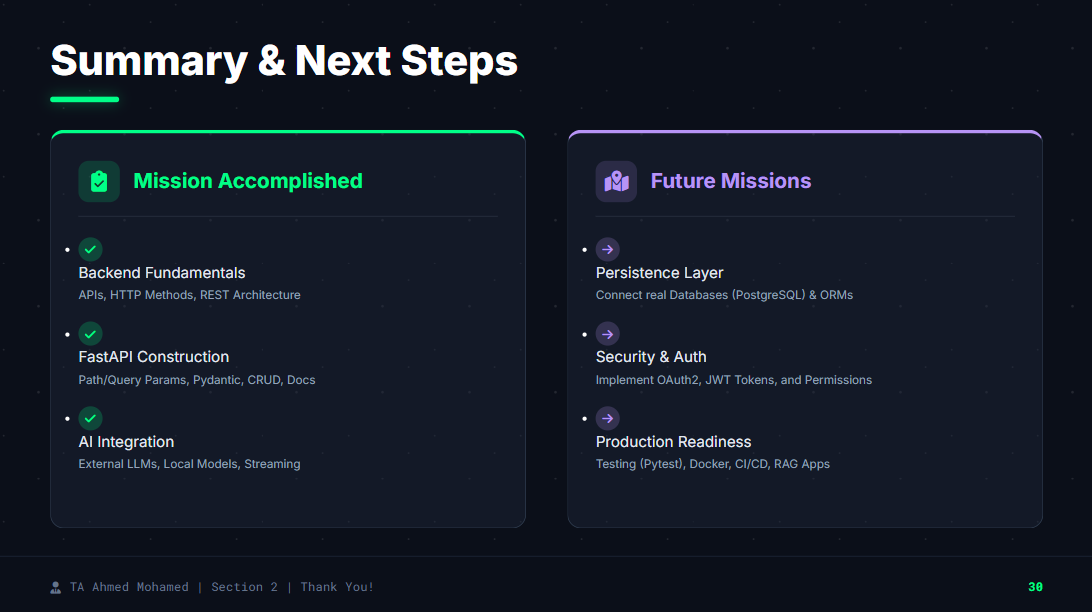 Summary & Next Steps
Mission Accomplished
Backend Fundamentals
APIs, HTTP Methods, REST Architecture
FastAPI Construction
Path/Query Params, Pydantic, CRUD, Docs
AI Integration
External LLMs, Local Models, Streaming
Future Missions
Persistence Layer
Connect real Databases (PostgreSQL) & ORMs
Security & Auth
Implement OAuth2, JWT Tokens, and Permissions
Production Readiness
Testing (Pytest), Docker, CI/CD, RAG Apps
TA Ahmed Mohamed | Section 2 | Thank You!
30